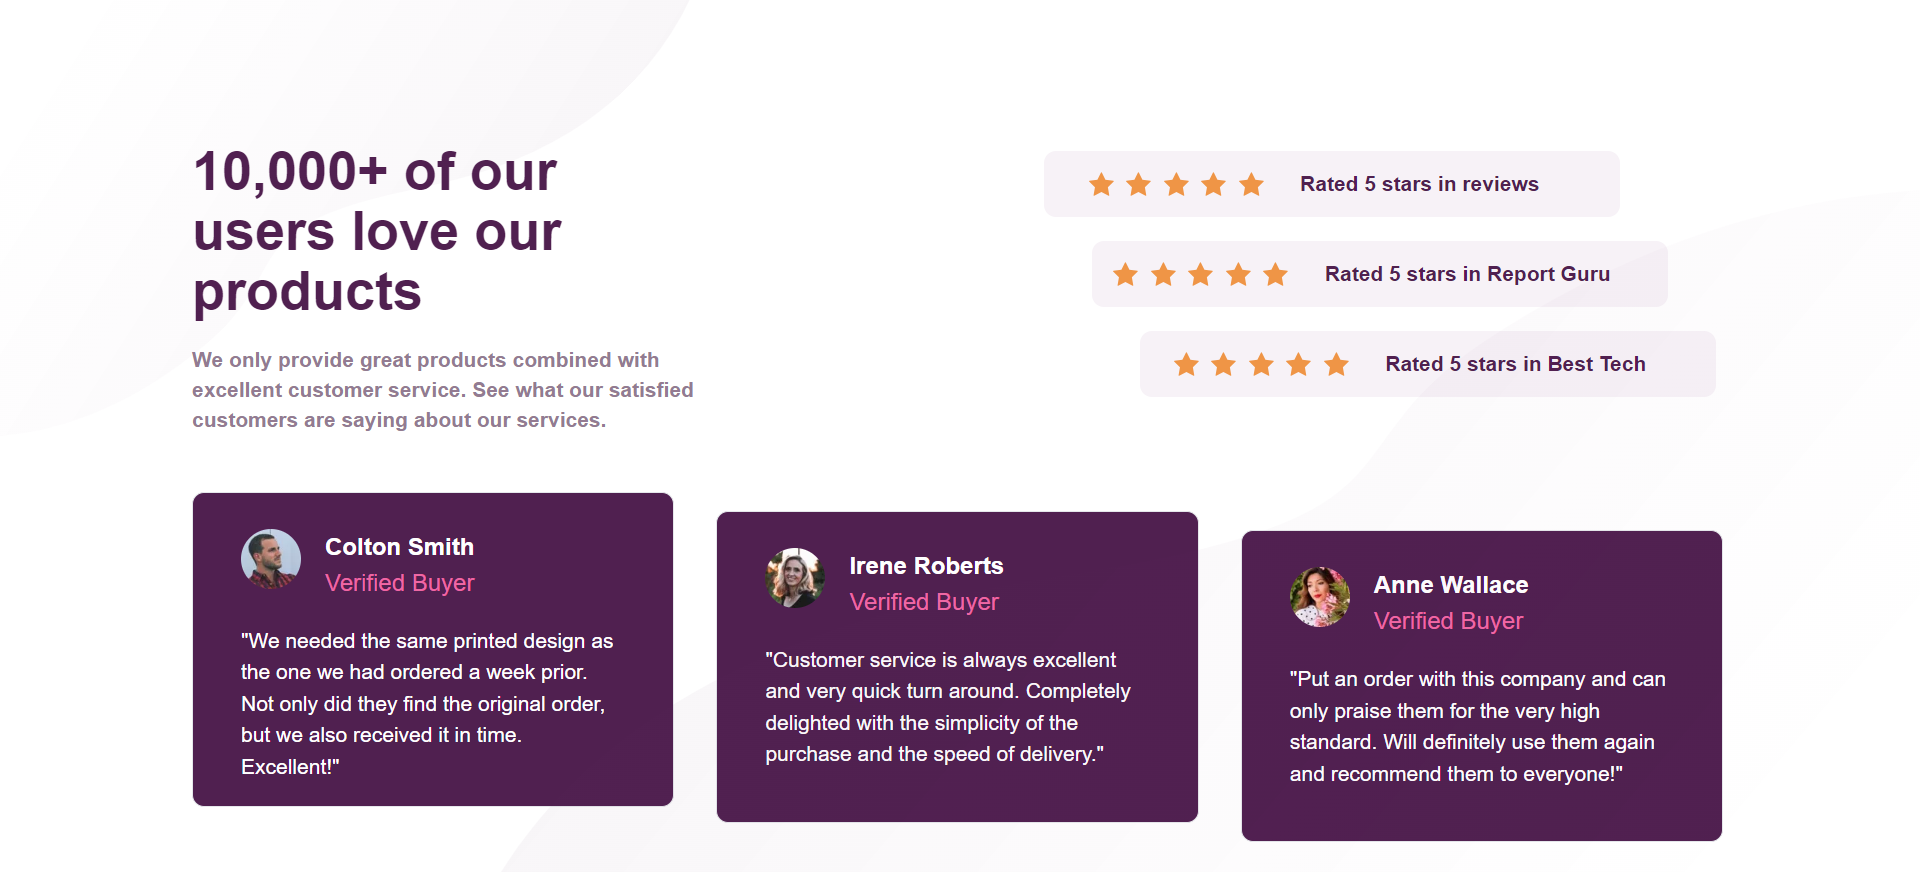 10,000+ of our
users love our
products
We only provide great products combined with
excellent customer service. See what our satisfied
customers are saying about our services.
Rated 5 stars in reviews
Rated 5 stars in Report Guru
Rated 5 stars in Best Tech
Colton Smith
Verified Buyer
"We needed the same printed design as
the one we had ordered a week prior.
Not only did they find the original order,
but we also received it in time.
Excellent!"
Irene Roberts
Verified Buyer
"Customer service is always excellent
and very quick turn around. Completely
delighted with the simplicity of the
purchase and the speed of delivery."
Anne Wallace
Verified Buyer
"Put an order with this company and can
only praise them for the very high
standard. Will definitely use them again
and recommend them to everyone!"